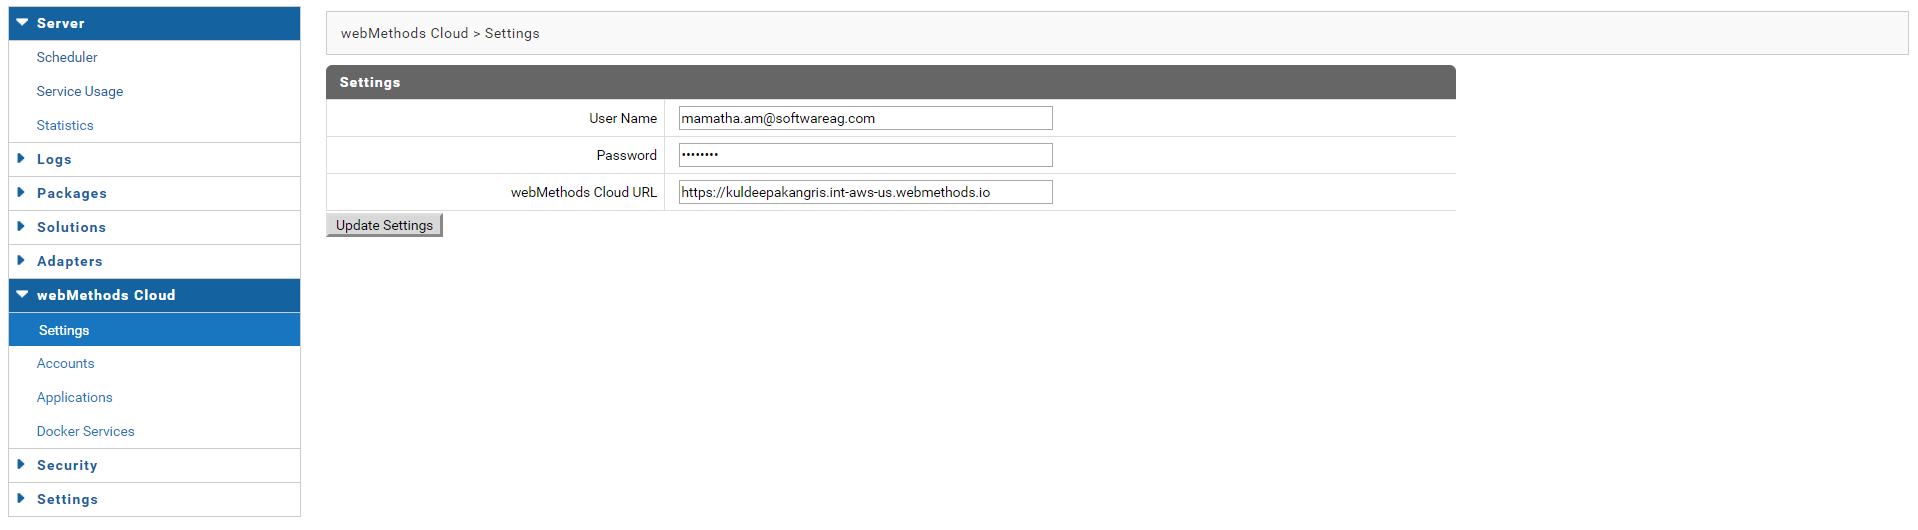 Server
Scheduler
Service Usage
Statistics
Logs
Packages
Solutions
Adapters
webMethods Cloud
Settings
Accounts
Applications
Docker Services
Security
Settings
webMethods Cloud > Settings
Settings
User Name mamatha.am@softwareag.com
Password ••••••••
webMethods Cloud URL https://kuldeepakangris.int-aws-us.webmethods.io
Update Settings